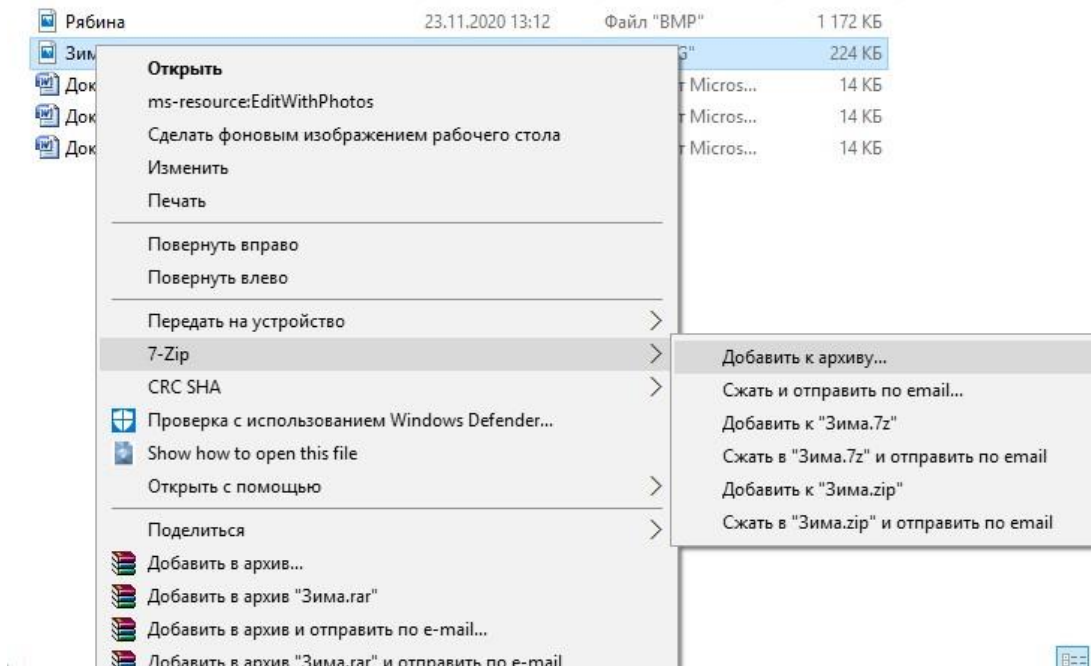 Рябина 23.11.2020 13:12 Файл "BMP" 1 172 КБ
Зим G" 224 КБ
Док т Micros... 14 КБ
Док т Micros... 14 КБ
Док т Micros... 14 КБ
Открыть
ms-resource:EditWithPhotos
Сделать фоновым изображением рабочего стола
Изменить
Печать
Повернуть вправо
Повернуть влево
Передать на устройство
7-Zip
CRC SHA
Проверка с использованием Windows Defender...
Show how to open this file
Открыть с помощью
Поделиться
Добавить в архив...
Добавить в архив "Зима.rar"
Добавить в архив и отправить по e-mail...
Добавить в архив "Зима.rar" и отправить по e-mail
Добавить к архиву...
Сжать и отправить по email...
Добавить к "Зима.7z"
Сжать в "Зима.7z" и отправить по email
Добавить к "Зима.zip"
Сжать в "Зима.zip" и отправить по email